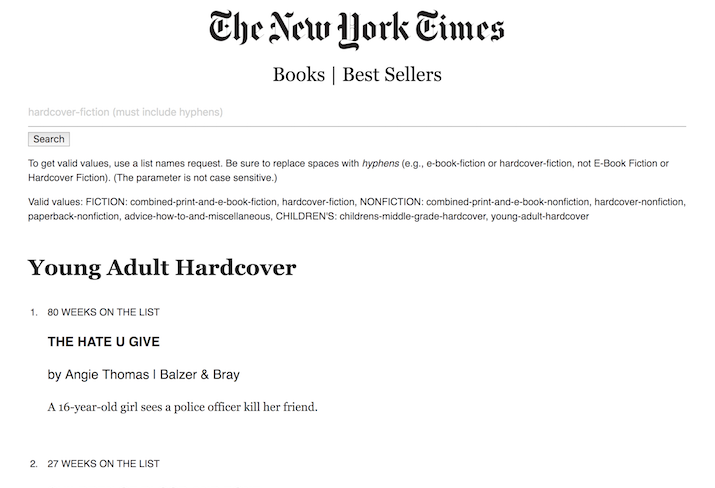 The New York Times
Books | Best Sellers
hardcover-fiction (must include hyphens)
Search
To get valid values, use a list names request. Be sure to replace spaces with hyphens (e.g., e-book-fiction or hardcover-fiction, not E-Book Fiction or
Hardcover Fiction). (The parameter is not case sensitive.)
Valid values: FICTION: combined-print-and-e-book-fiction, hardcover-fiction, NONFICTION: combined-print-and-e-book-nonfiction, hardcover-nonfiction,
paperback-nonfiction, advice-how-to-and-miscellaneous, CHILDREN'S: childrens-middle-grade-hardcover, young-adult-hardcover
Young Adult Hardcover
1. 80 WEEKS ON THE LIST
THE HATE U GIVE
by Angie Thomas | Balzer & Bray
A 16-year-old girl sees a police officer kill her friend.
2. 27 WEEKS ON THE LIST